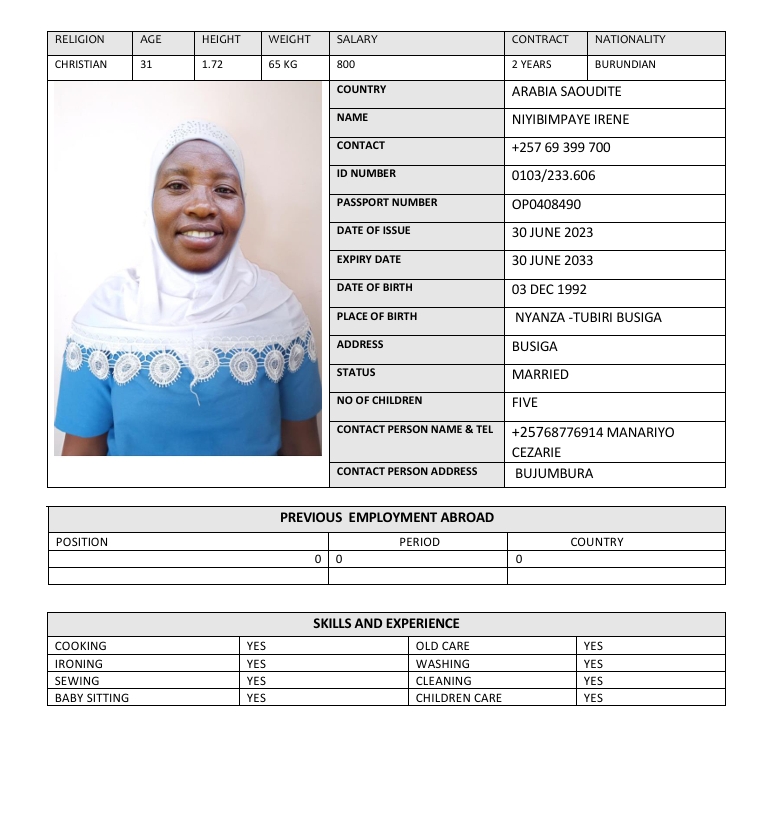 RELIGION AGE HEIGHT WEIGHT SALARY CONTRACT NATIONALITY
CHRISTIAN 31 1.72 65 KG 800 2 YEARS BURUNDIAN
COUNTRY ARABIA SAOUDITE
NAME NIYIBIMPAYE IRENE
CONTACT +257 69 399 700
ID NUMBER 0103/233.606
PASSPORT NUMBER OP0408490
DATE OF ISSUE 30 JUNE 2023
EXPIRY DATE 30 JUNE 2033
DATE OF BIRTH 03 DEC 1992
PLACE OF BIRTH NYANZA -TUBIRI BUSIGA
ADDRESS BUSIGA
STATUS MARRIED
NO OF CHILDREN FIVE
CONTACT PERSON NAME & TEL +25768776914 MANARIYO
CEZARIE
CONTACT PERSON ADDRESS BUJUMBURA
PREVIOUS EMPLOYMENT ABROAD
POSITION PERIOD COUNTRY
0 0 0
SKILLS AND EXPERIENCE
COOKING YES OLD CARE YES
IRONING YES WASHING YES
SEWING YES CLEANING YES
BABY SITTING YES CHILDREN CARE YES